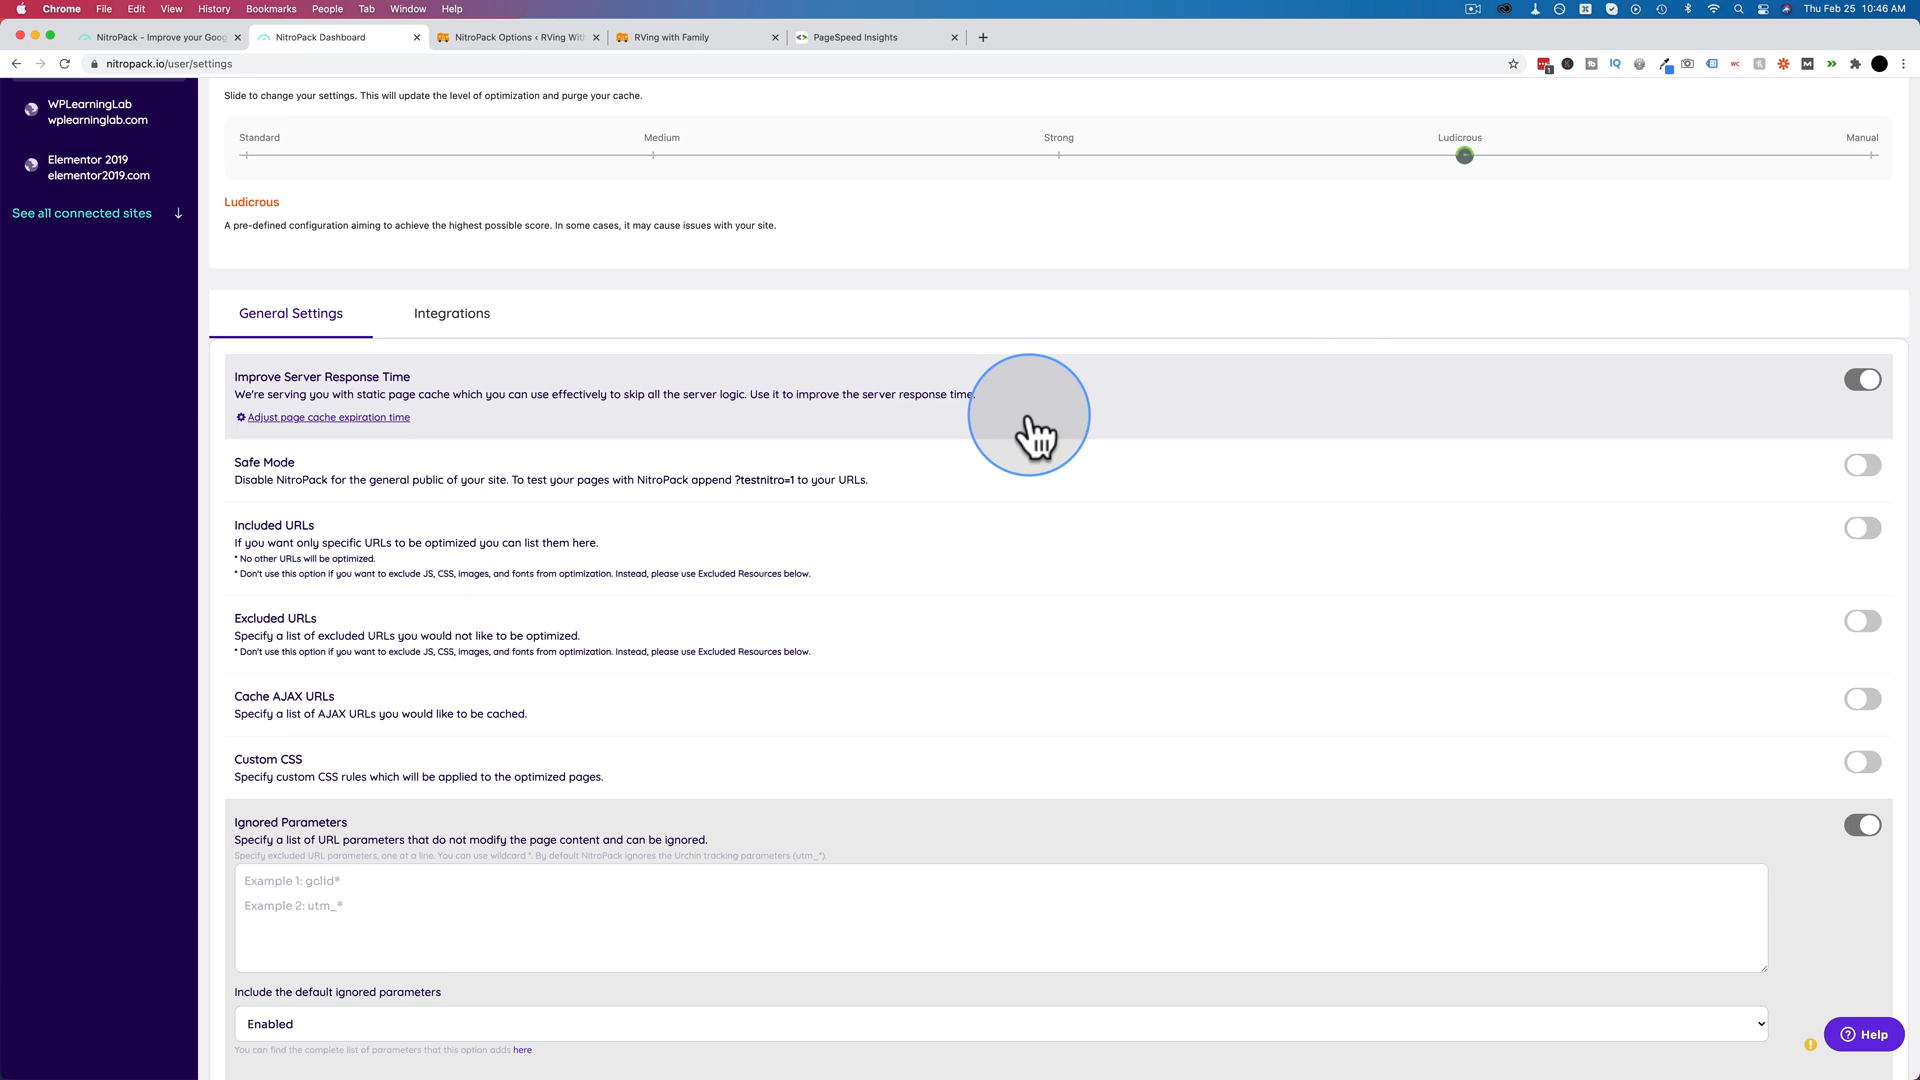 Chrome File Edit View History Bookmarks People Tab Window Help Thu Feb 25 10:46 AM
NitroPack - Improve your Goog NitroPack Dashboard NitroPack Options ‹ RVing With RVing with Family PageSpeed Insights
nitropack.io/user/settings
WPLearningLab
wplearninglab.com
Elementor 2019
elementor2019.com
See all connected sites
Slide to change your settings. This will update the level of optimization and purge your cache.
Standard Medium Strong Ludicrous Manual
Ludicrous
A pre-defined configuration aiming to achieve the highest possible score. In some cases, it may cause issues with your site.
General Settings Integrations
Improve Server Response Time
We're serving you with static page cache which you can use effectively to skip all the server logic. Use it to improve the server response time.
Adjust page cache expiration time
Safe Mode
Disable NitroPack for the general public of your site. To test your pages with NitroPack append ?testnitro=1 to your URLs.
Included URLs
If you want only specific URLs to be optimized you can list them here.
* No other URLs will be optimized.
* Don't use this option if you want to exclude JS, CSS, images, and fonts from optimization. Instead, please use Excluded Resources below.
Excluded URLs
Specify a list of excluded URLs you would not like to be optimized.
* Don't use this option if you want to exclude JS, CSS, images, and fonts from optimization. Instead, please use Excluded Resources below.
Cache AJAX URLs
Specify a list of AJAX URLs you would like to be cached.
Custom CSS
Specify custom CSS rules which will be applied to the optimized pages.
Ignored Parameters
Specify a list of URL parameters that do not modify the page content and can be ignored.
Specify excluded URL parameters, one at a line. You can use wildcard *. By default NitroPack ignores the Urchin tracking parameters (utm_*).
Example 1: gclid*
Example 2: utm_*
Include the default ignored parameters
Enabled
You can find the complete list of parameters that this option adds here.
Help